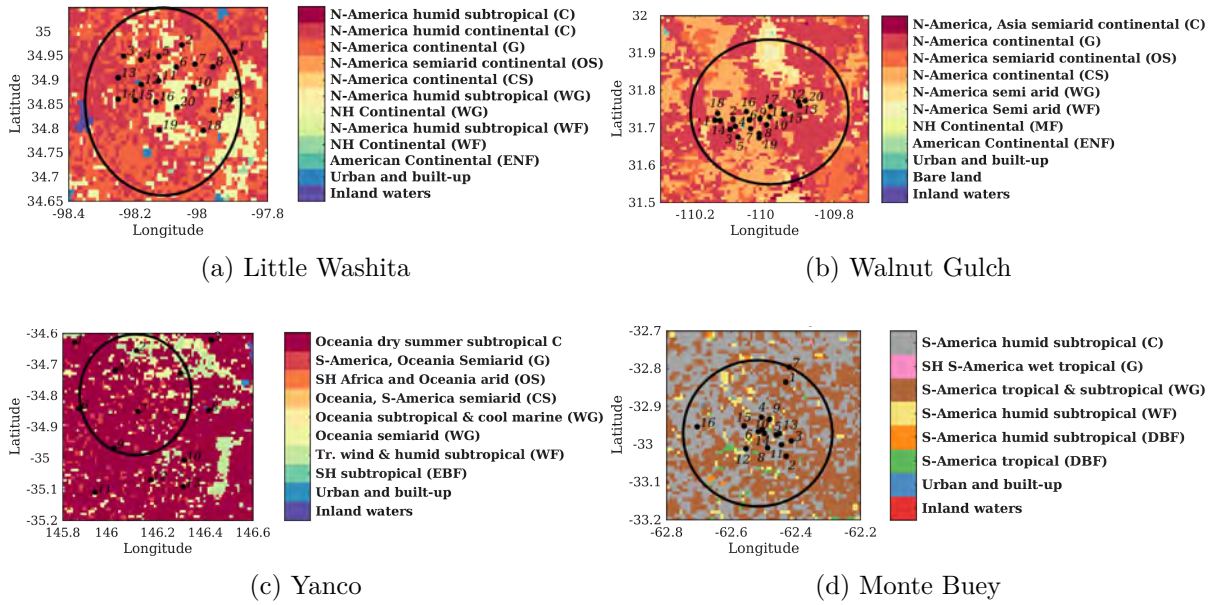 35
34.95
34.9
34.85
34.8
34.75
34.7
34.65
-98.4
-98.2
-98
-97.8
Latitude
Longitude
N-America humid subtropical (C)
N-America humid continental (C)
N-America continental (G)
N-America semiarid continental (OS)
N-America continental (CS)
N-America humid subtropical (WG)
NH Continental (WG)
N-America humid subtropical (WF)
NH Continental (WF)
American Continental (ENF)
Urban and built-up
Inland waters
(a) Little Washita
32
31.9
31.8
31.7
31.6
31.5
-110.2
-110
-109.8
Latitude
Longitude
N-America, Asia semiarid continental (C)
N-America continental (G)
N-America semiarid continental (OS)
N-America continental (CS)
N-America semi arid (WG)
N-America Semi arid (WF)
NH Continental (MF)
American Continental (ENF)
Urban and built-up
Bare land
Inland waters
(b) Walnut Gulch
-34.6
-34.7
-34.8
-34.9
-35
-35.1
-35.2
145.8
146
146.2
146.4
146.6
Latitude
Longitude
Oceania dry summer subtropical C
S-America, Oceania Semiarid (G)
SH Africa and Oceania arid (OS)
Oceania, S-America semiarid (CS)
Oceania subtropical & cool marine (WG)
Oceania semiarid (WG)
Tr. wind & humid subtropical (WF)
SH subtropical (EBF)
Urban and built-up
Inland waters
(c) Yanco
-32.7
-32.8
-32.9
-33
-33.1
-33.2
-62.8
-62.6
-62.4
-62.2
Latitude
Longitude
S-America humid subtropical (C)
SH S-America wet tropical (G)
S-America tropical & subtropical (WG)
S-America humid subtropical (WF)
S-America humid subtropical (DBF)
S-America tropical (DBF)
Urban and built-up
Inland waters
(d) Monte Buey